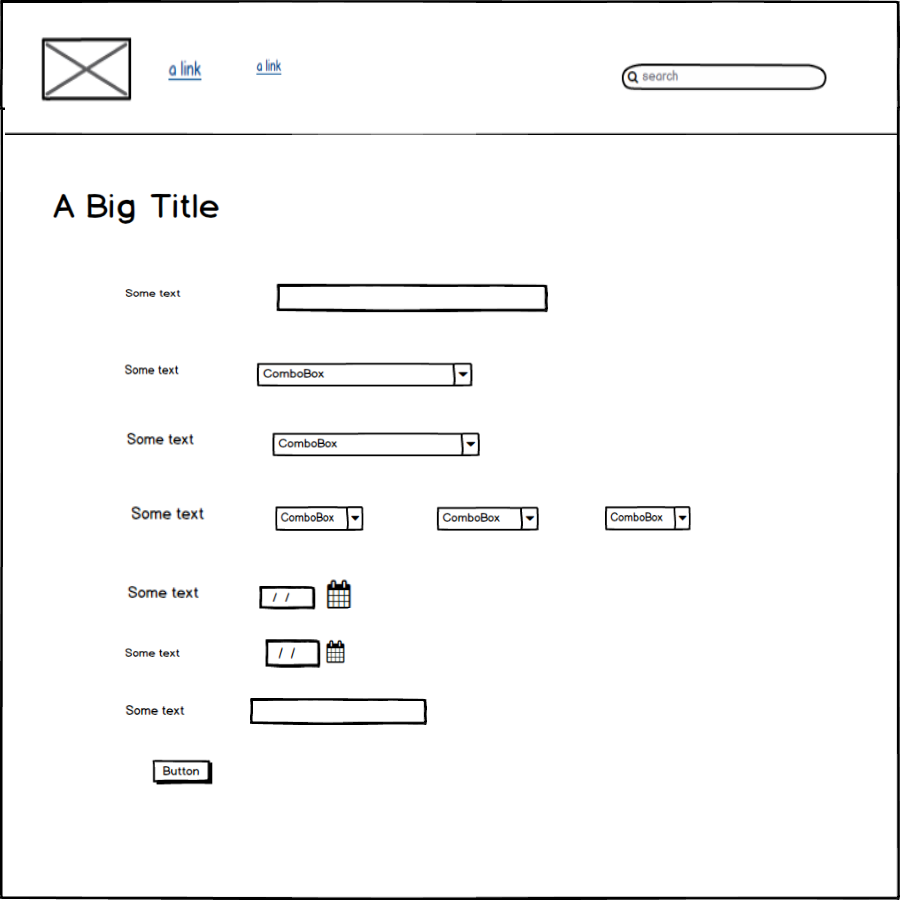 a link a link search
A Big Title
Some text
Some text ComboBox
Some text ComboBox
Some text ComboBox ComboBox ComboBox
Some text / /
Some text / /
Some text
Button